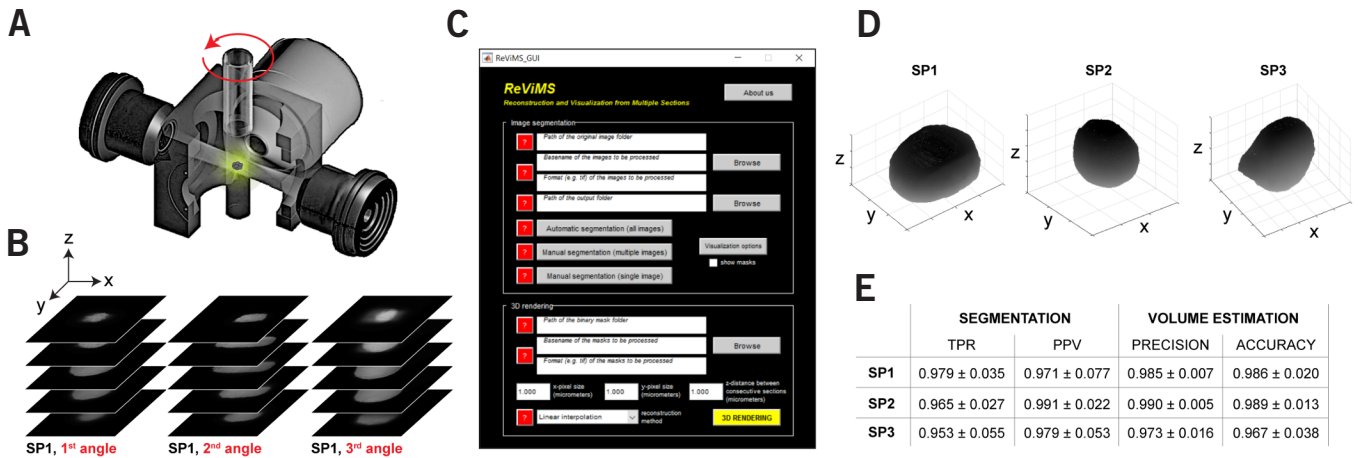 A
B
z
x
y
SP1, 1st angle
SP1, 2nd angle
SP1, 3rd angle
C
ReViMS_GUI
ReViMS
Reconstruction and Visualization from Multiple Sections
About us
Image segmentation
?
Path of the original image folder
Basename of the images to be processed
Browse
?
Format (e.g. tif) of the images to be processed
?
Path of the output folder
Browse
?
Automatic segmentation (all images)
?
Manual segmentation (multiple images)
Visualization options
show masks
?
Manual segmentation (single image)
3D rendering
?
Path of the binary mask folder
Basename of the masks to be processed
Browse
?
Format (e.g. tif) of the masks to be processed
1.000
x-pixel size
(micrometers)
1.000
y-pixel size
(micrometers)
1.000
z-distance between
consecutive sections
(micrometers)
?
Linear interpolation
reconstruction
method
3D RENDERING
D
SP1
SP2
SP3
z
y
x
z
y
x
z
y
x
E
SEGMENTATION VOLUME ESTIMATION
TPR PPV PRECISION ACCURACY
SP1 0.979 ± 0.035 0.971 ± 0.077 0.985 ± 0.007 0.986 ± 0.020
SP2 0.965 ± 0.027 0.991 ± 0.022 0.990 ± 0.005 0.989 ± 0.013
SP3 0.953 ± 0.055 0.979 ± 0.053 0.973 ± 0.016 0.967 ± 0.038